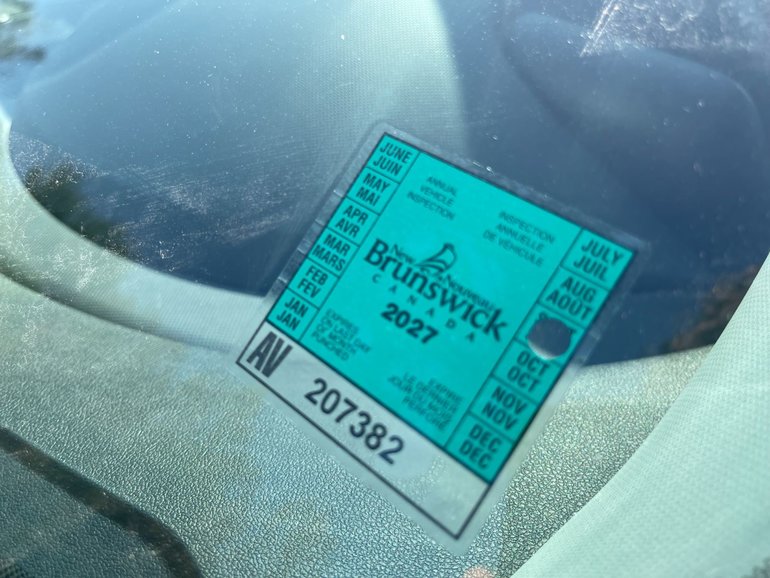 JUNE
JUIN
MAY
MAI
APR
AVR
MAR
MARS
FEB
FEV
JAN
JAN
ANNUAL
VEHICLE
INSPECTION
INSPECTION
ANNUELLE
DE VÉHICULE
New Nouveau
Brunswick
CANADA
2027
EXPIRES
ON LAST DAY
OF MONTH
PUNCHED
EXPIRE
LE DERNIER
JOUR DU MOIS
PERFORÉ
JULY
JUIL
AUG
AOÛT
OCT
OCT
NOV
NOV
DEC
DEC
AV 207382